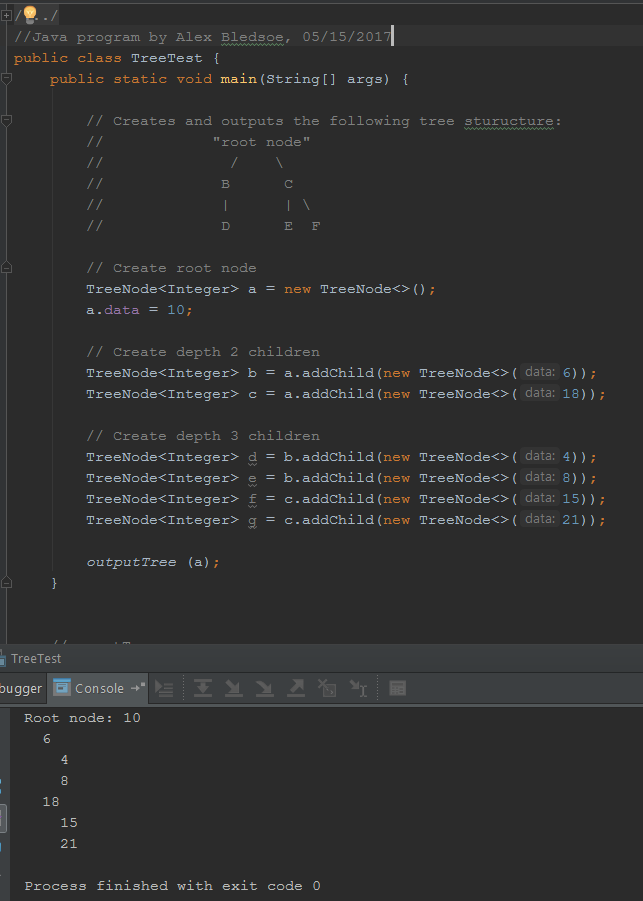 /.../
//Java program by Alex Bledsoe, 05/15/2017
public class TreeTest {
    public static void main(String[] args) {

        // Creates and outputs the following tree sturucture:
        //            "root node"
        //              /    \
        //             B      C
        //             |      | \
        //             D      E  F

        // Create root node
        TreeNode<Integer> a = new TreeNode<>();
        a.data = 10;

        // Create depth 2 children
        TreeNode<Integer> b = a.addChild(new TreeNode<>( data: 6));
        TreeNode<Integer> c = a.addChild(new TreeNode<>( data: 18));

        // Create depth 3 children
        TreeNode<Integer> d = b.addChild(new TreeNode<>( data: 4));
        TreeNode<Integer> e = b.addChild(new TreeNode<>( data: 8));
        TreeNode<Integer> f = c.addChild(new TreeNode<>( data: 15));
        TreeNode<Integer> g = c.addChild(new TreeNode<>( data: 21));

        outputTree (a);
    }
TreeTest
bugger Console
Root node: 10
  6
    4
    8
  18
    15
    21

Process finished with exit code 0